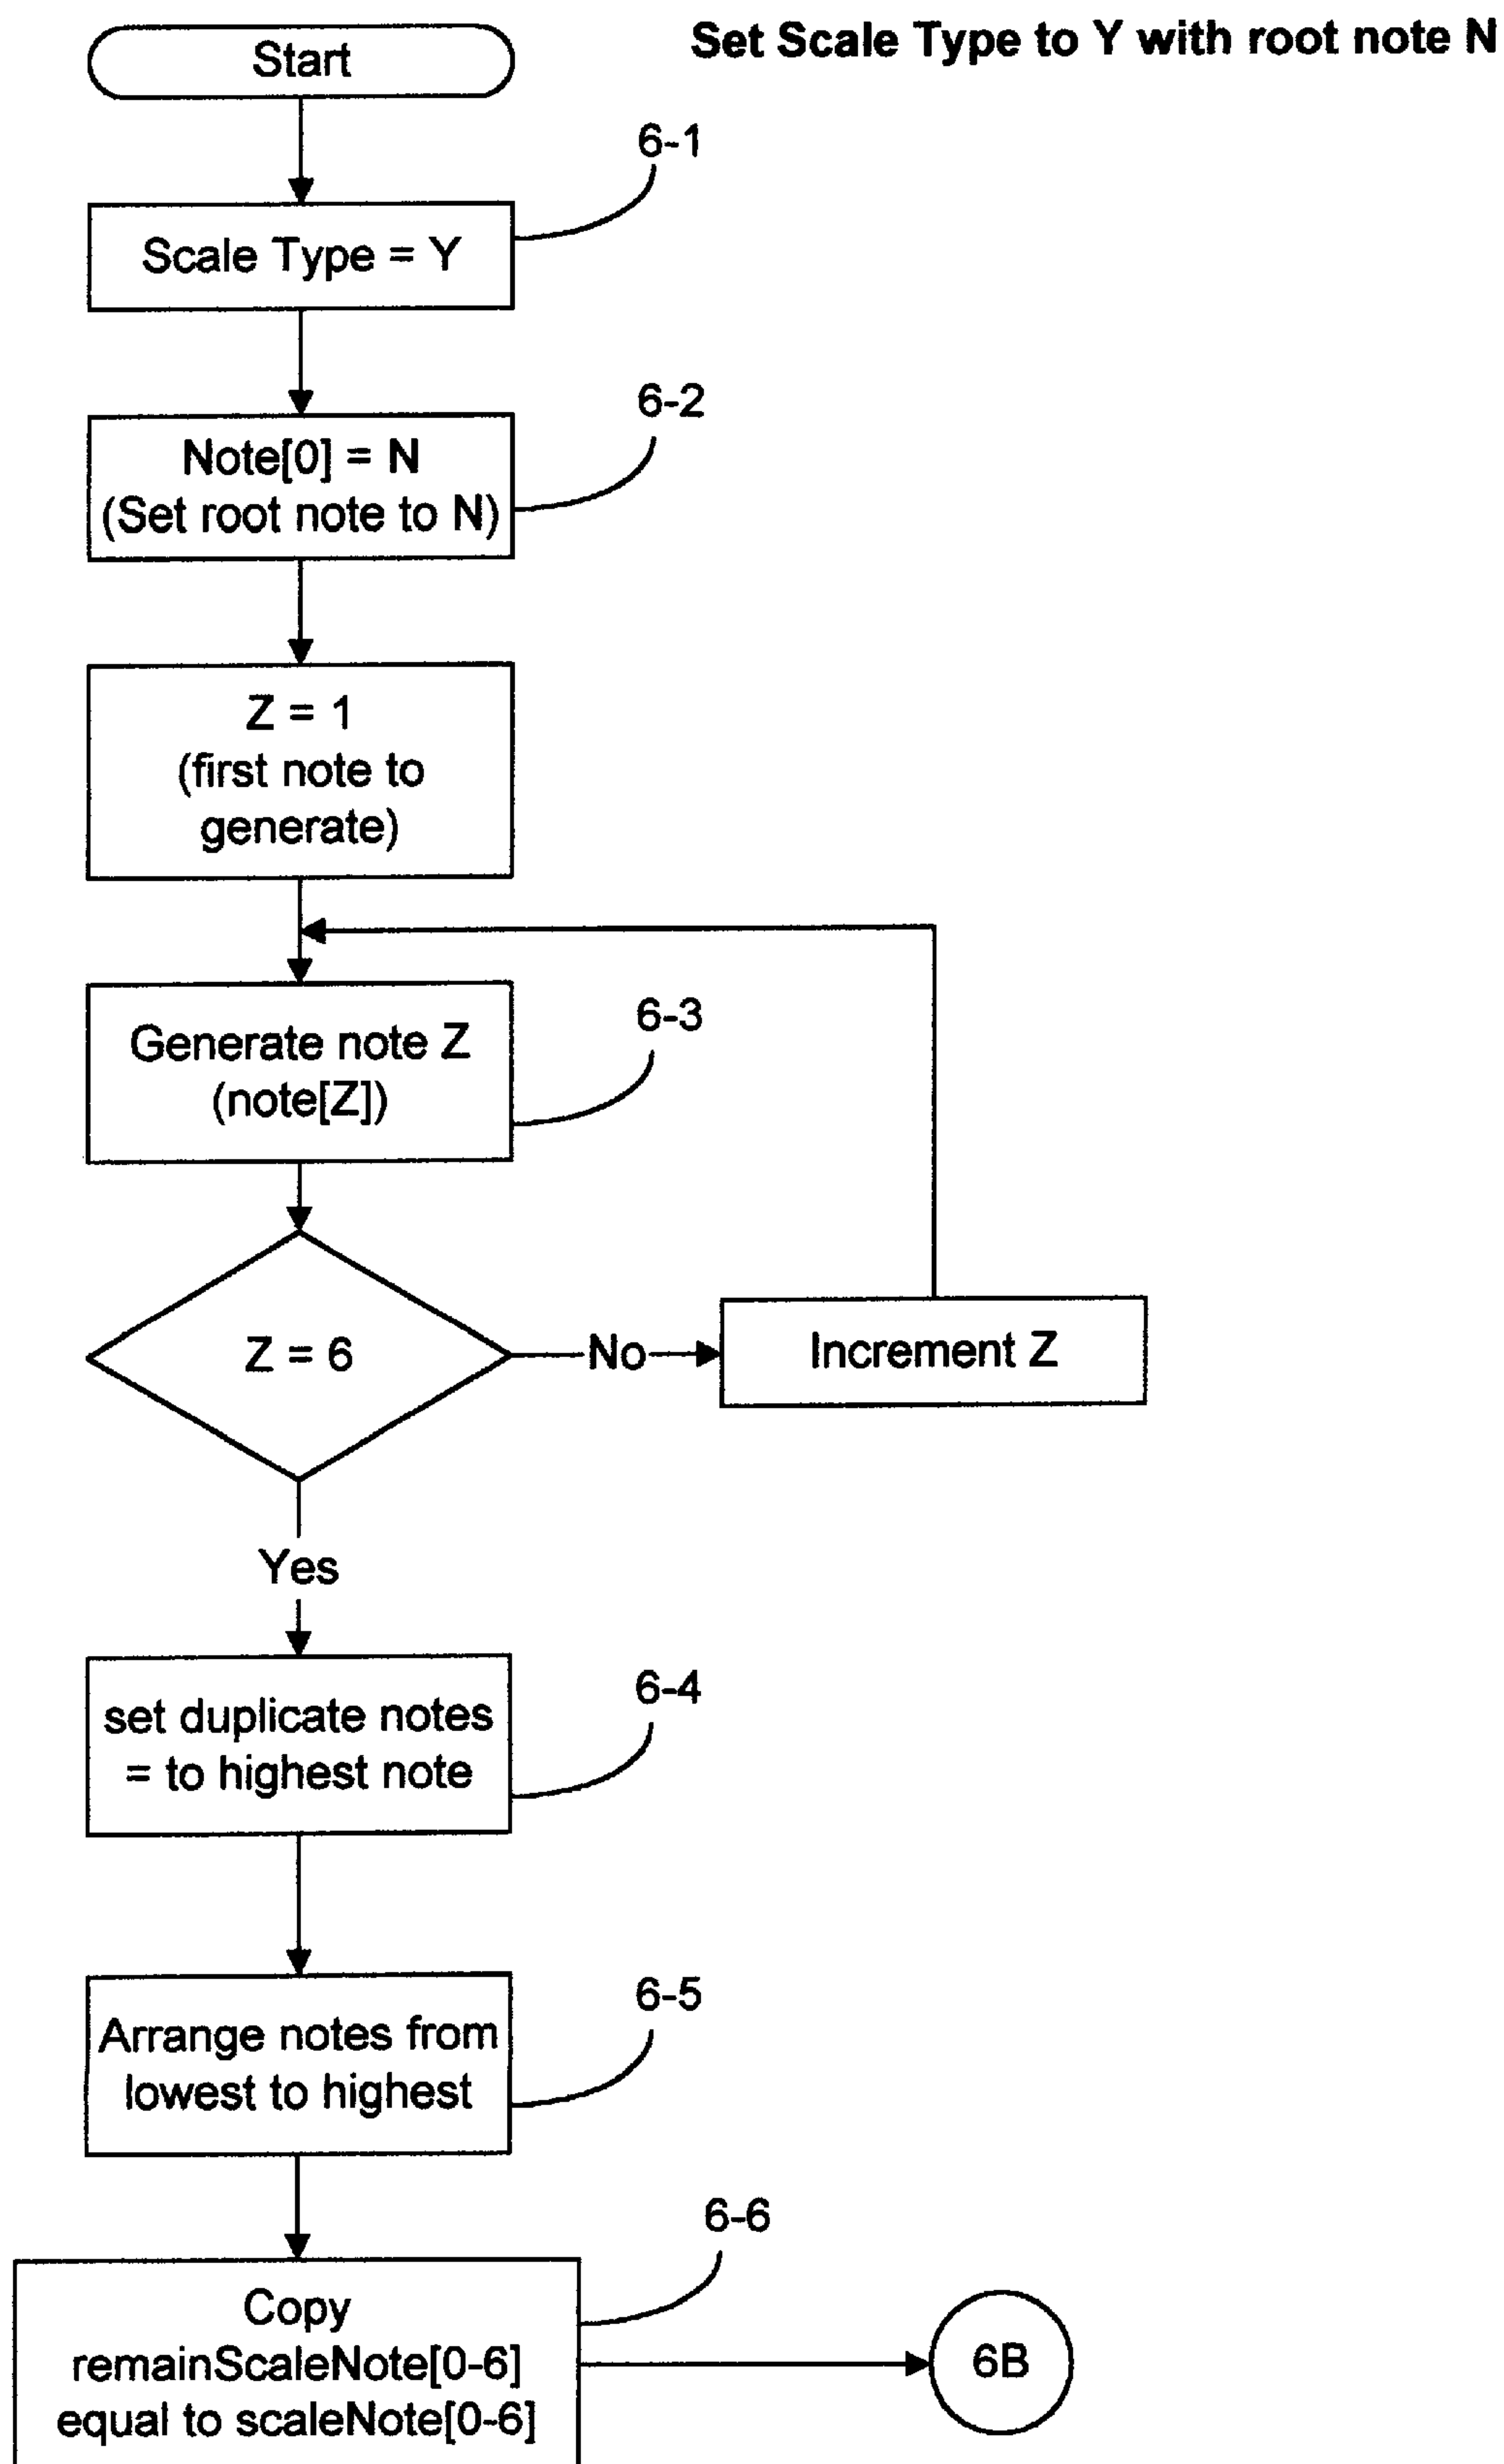 Set Scale Type to Y with root note N
Start
6-1
Scale Type = Y
6-2
Note[0] = N
(Set root note to N)
Z = 1
(first note to
generate)
Generate note Z
(note[Z])
6-3
Z = 6
No
Increment Z
Yes
set duplicate notes
= to highest note
6-4
Arrange notes from
lowest to highest
6-5
6-6
Copy
remainScaleNote[0-6]
equal to scaleNote[0-6]
6B